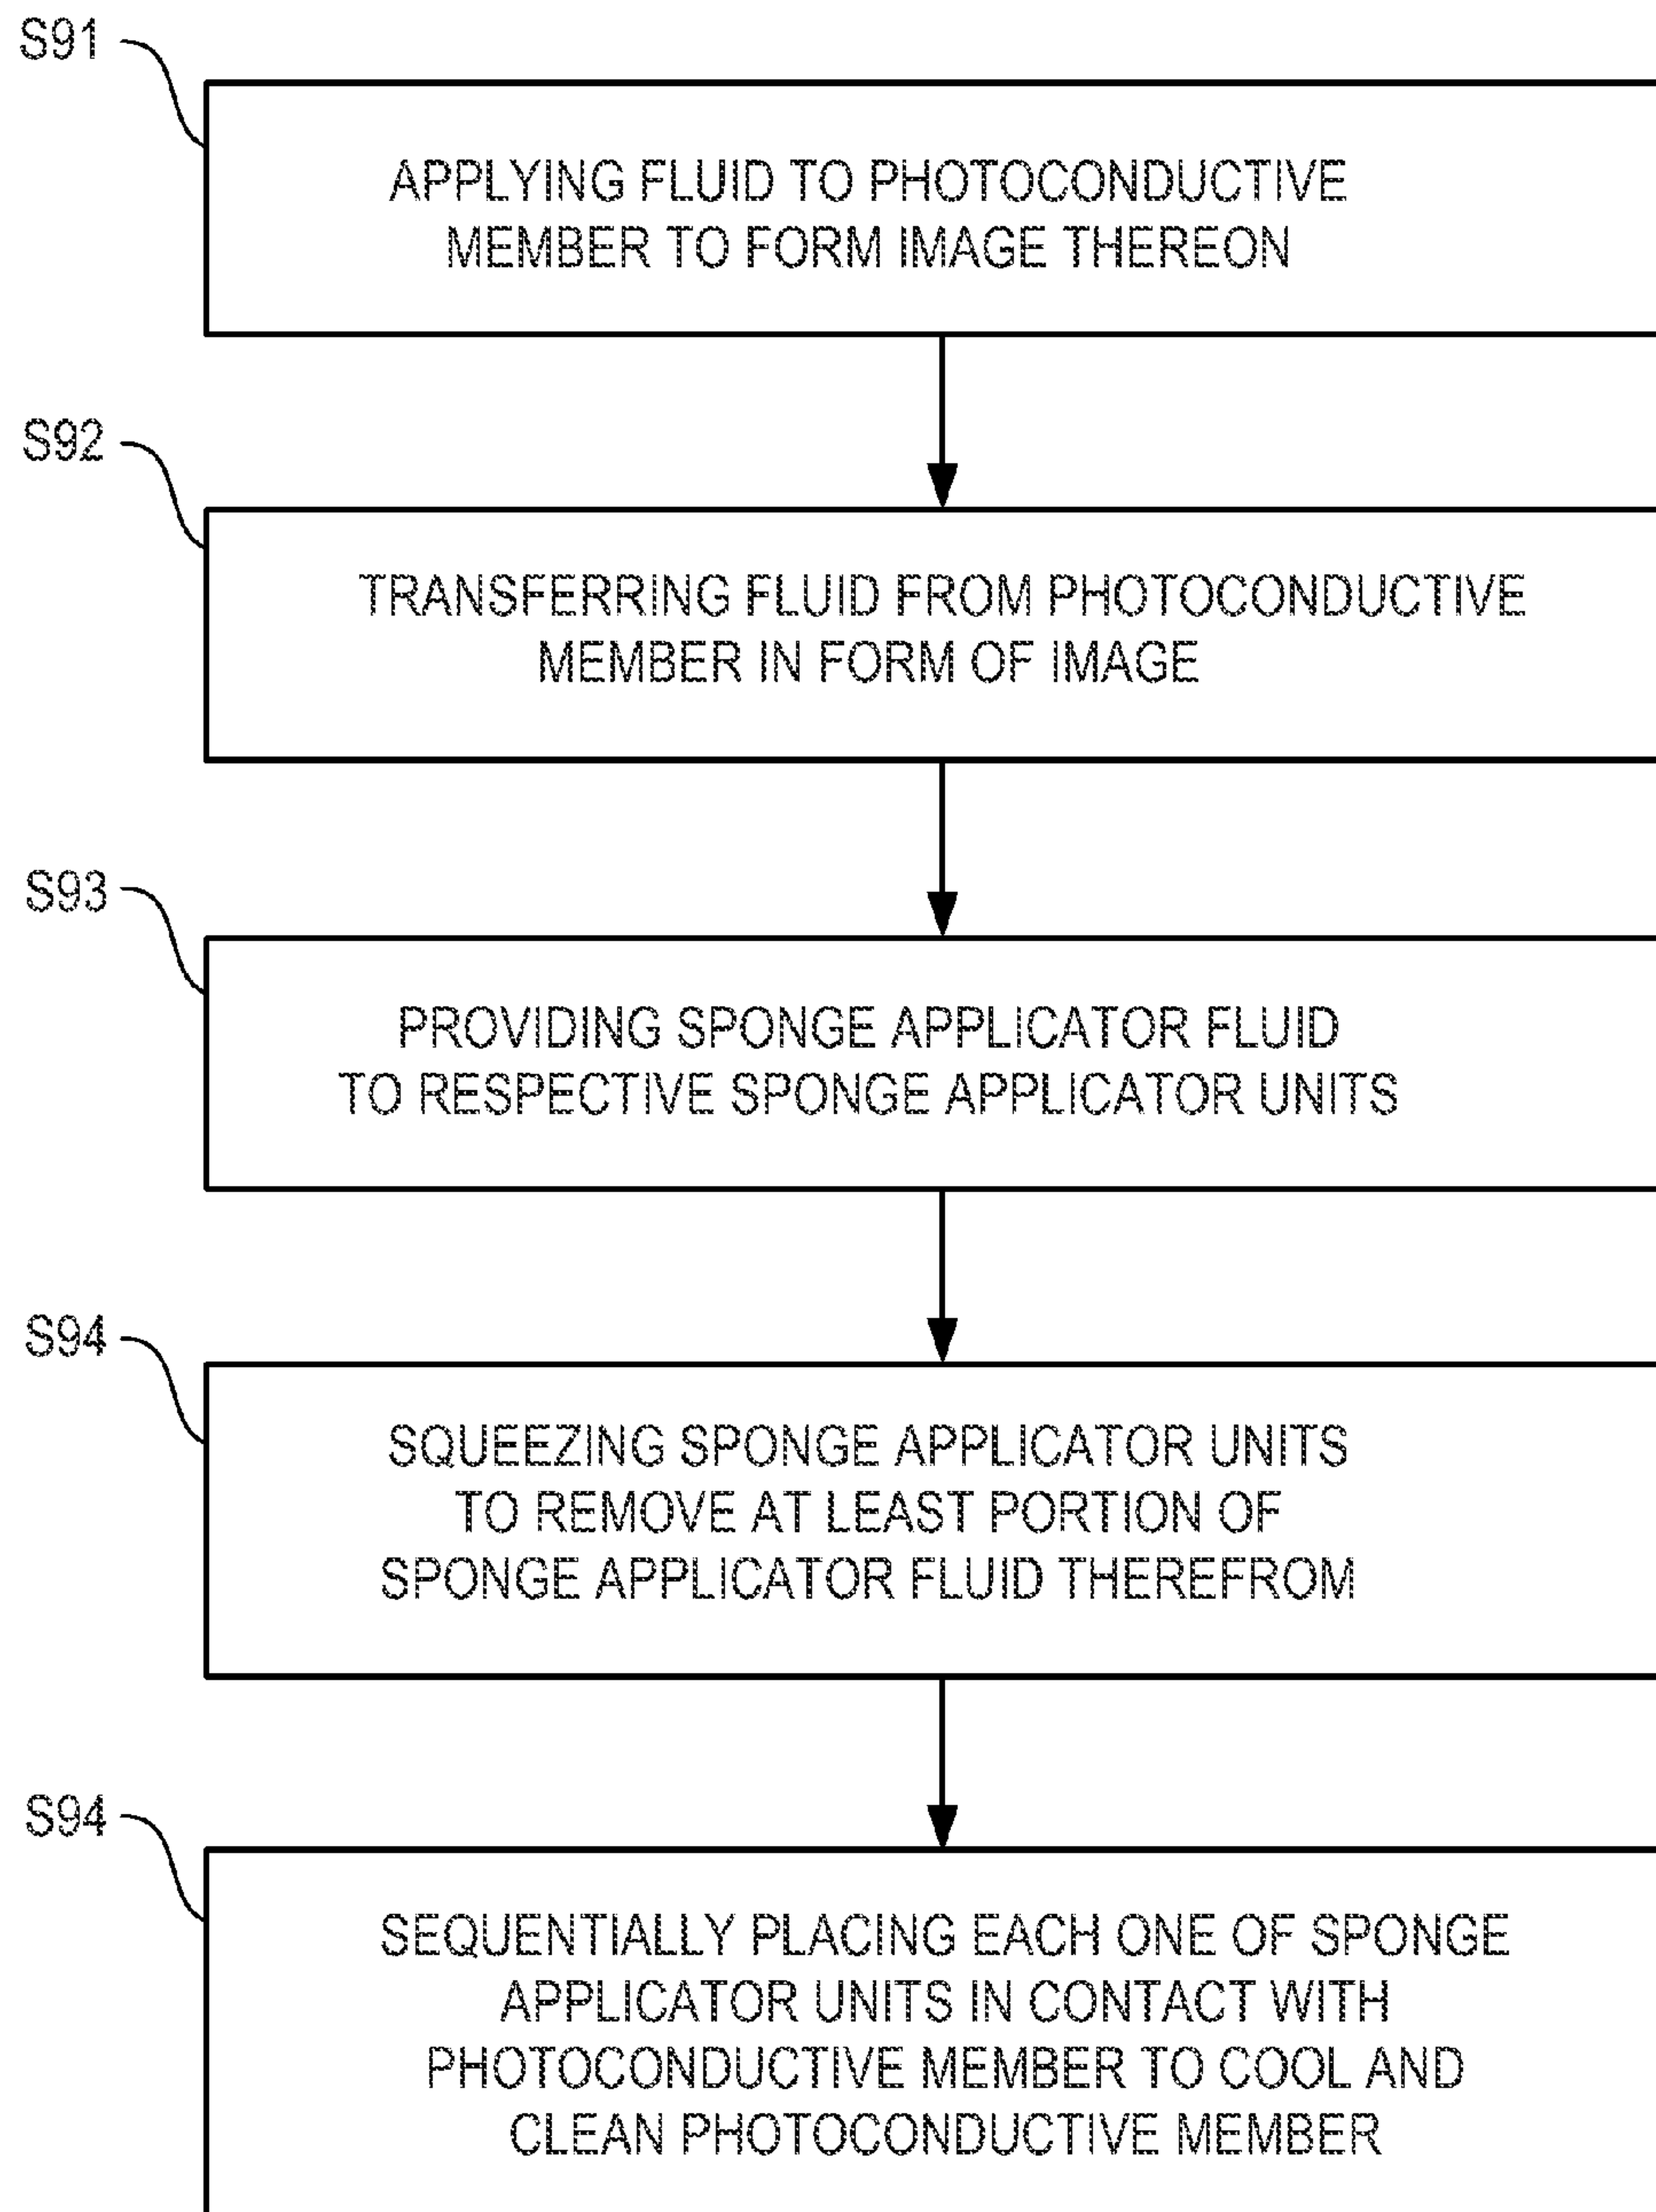 S91
APPLYING FLUID TO PHOTOCONDUCTIVE
MEMBER TO FORM IMAGE THEREON
S92
TRANSFERRING FLUID FROM PHOTOCONDUCTIVE
MEMBER IN FORM OF IMAGE
S93
PROVIDING SPONGE APPLICATOR FLUID
TO RESPECTIVE SPONGE APPLICATOR UNITS
S94
SQUEEZING SPONGE APPLICATOR UNITS
TO REMOVE AT LEAST PORTION OF
SPONGE APPLICATOR FLUID THEREFROM
S94
SEQUENTIALLY PLACING EACH ONE OF SPONGE
APPLICATOR UNITS IN CONTACT WITH
PHOTOCONDUCTIVE MEMBER TO COOL AND
CLEAN PHOTOCONDUCTIVE MEMBER